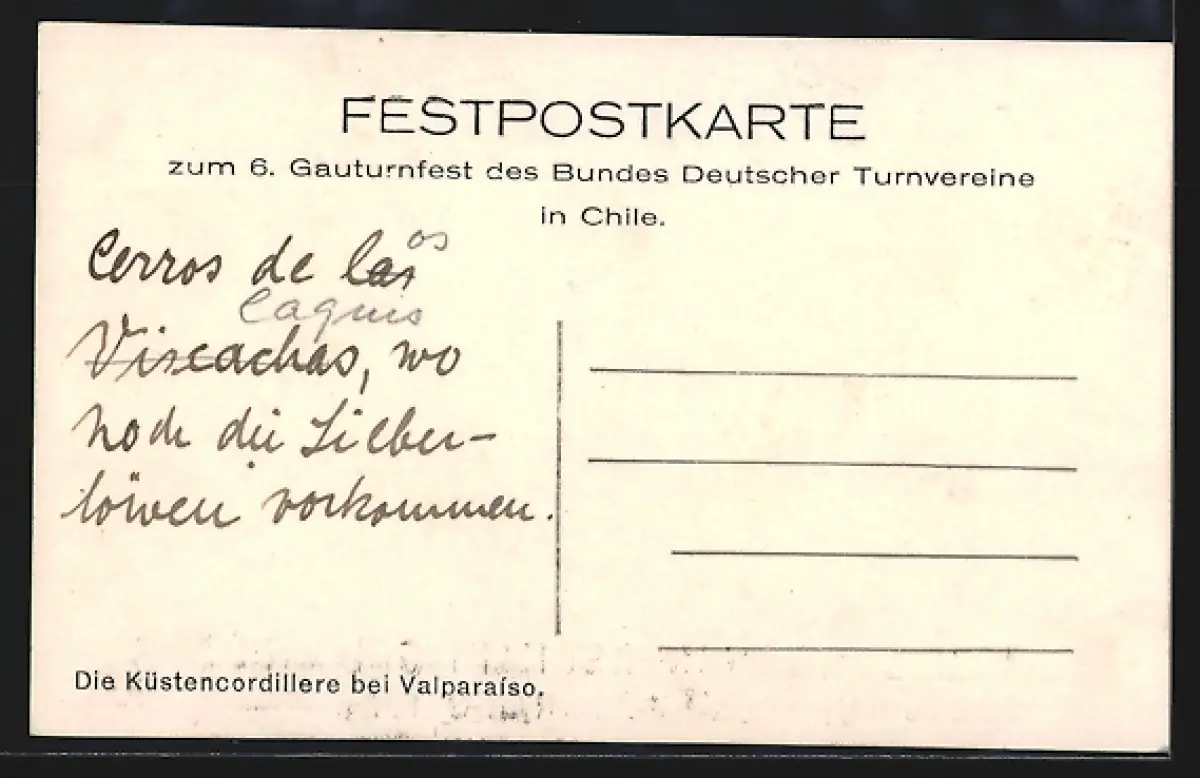 FESTPOSTKARTE
zum 6. Gauturnfest des Bundes Deutscher Turnvereine
in Chile.
os
Cerros de las
Caquis
Viscachas, wo
noch die Silber-
löwen vorkommen.
Die Küstencordillere bei Valparaíso.